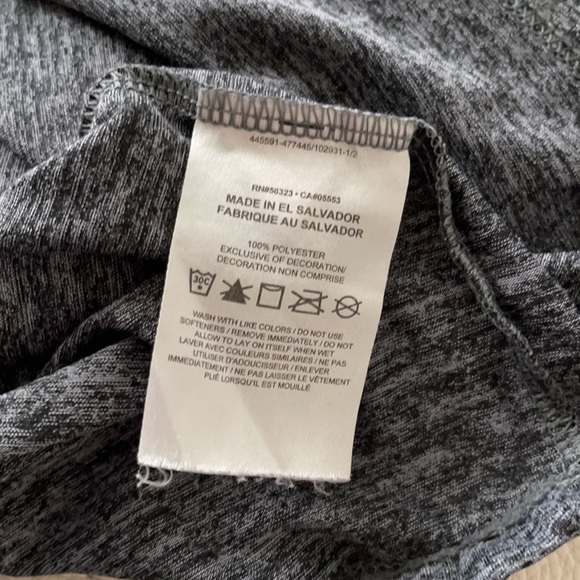 445591-477445/102931-1/2
RN#56323 • CA#05553
MADE IN EL SALVADOR
FABRIQUE AU SALVADOR
100% POLYESTER
EXCLUSIVE OF DECORATION/
DECORATION NON COMPRISE
30C
WASH WITH LIKE COLORS / DO NOT USE
SOFTENERS / REMOVE IMMEDIATELY / DO NOT
ALLOW TO LAY ON ITSELF WHEN WET
LAVER AVEC COULEURS SIMILAIRES / NE PAS
UTILISER D'ADOUCISSEUR / ENLEVER
IMMÉDIATEMENT / NE PAS LAISSER LE VÊTEMENT
PLIÉ LORSQU'IL EST MOUILLÉ